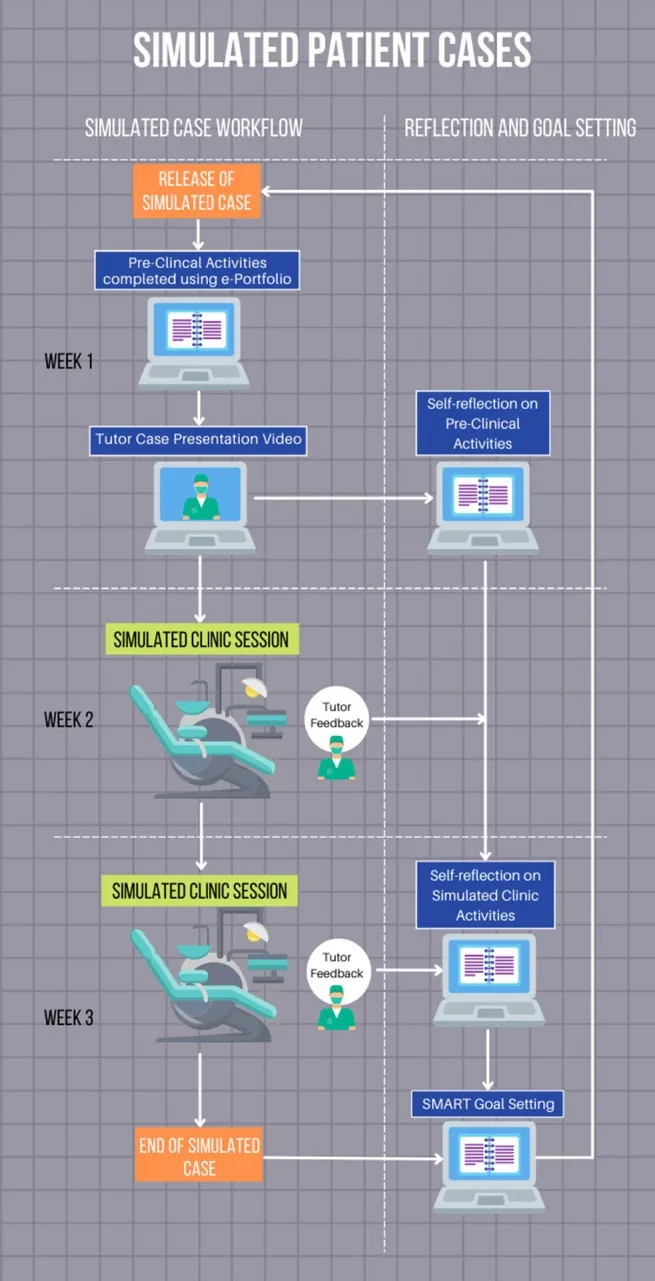 SIMULATED PATIENT CASES
SIMULATED CASE WORKFLOW
REFLECTION AND GOAL SETTING
RELEASE OF
SIMULATED CASE
Pre-Clincal Activities
completed using e-Portfolio
WEEK 1
Tutor Case Presentation Video
Self-reflection on
Pre-Clinical
Activities
SIMULATED CLINIC SESSION
WEEK 2
Tutor
Feedback
SIMULATED CLINIC SESSION
Self-reflection on
Simulated Clinic
Activities
Tutor
Feedback
WEEK 3
SMART Goal Setting
END OF SIMULATED
CASE